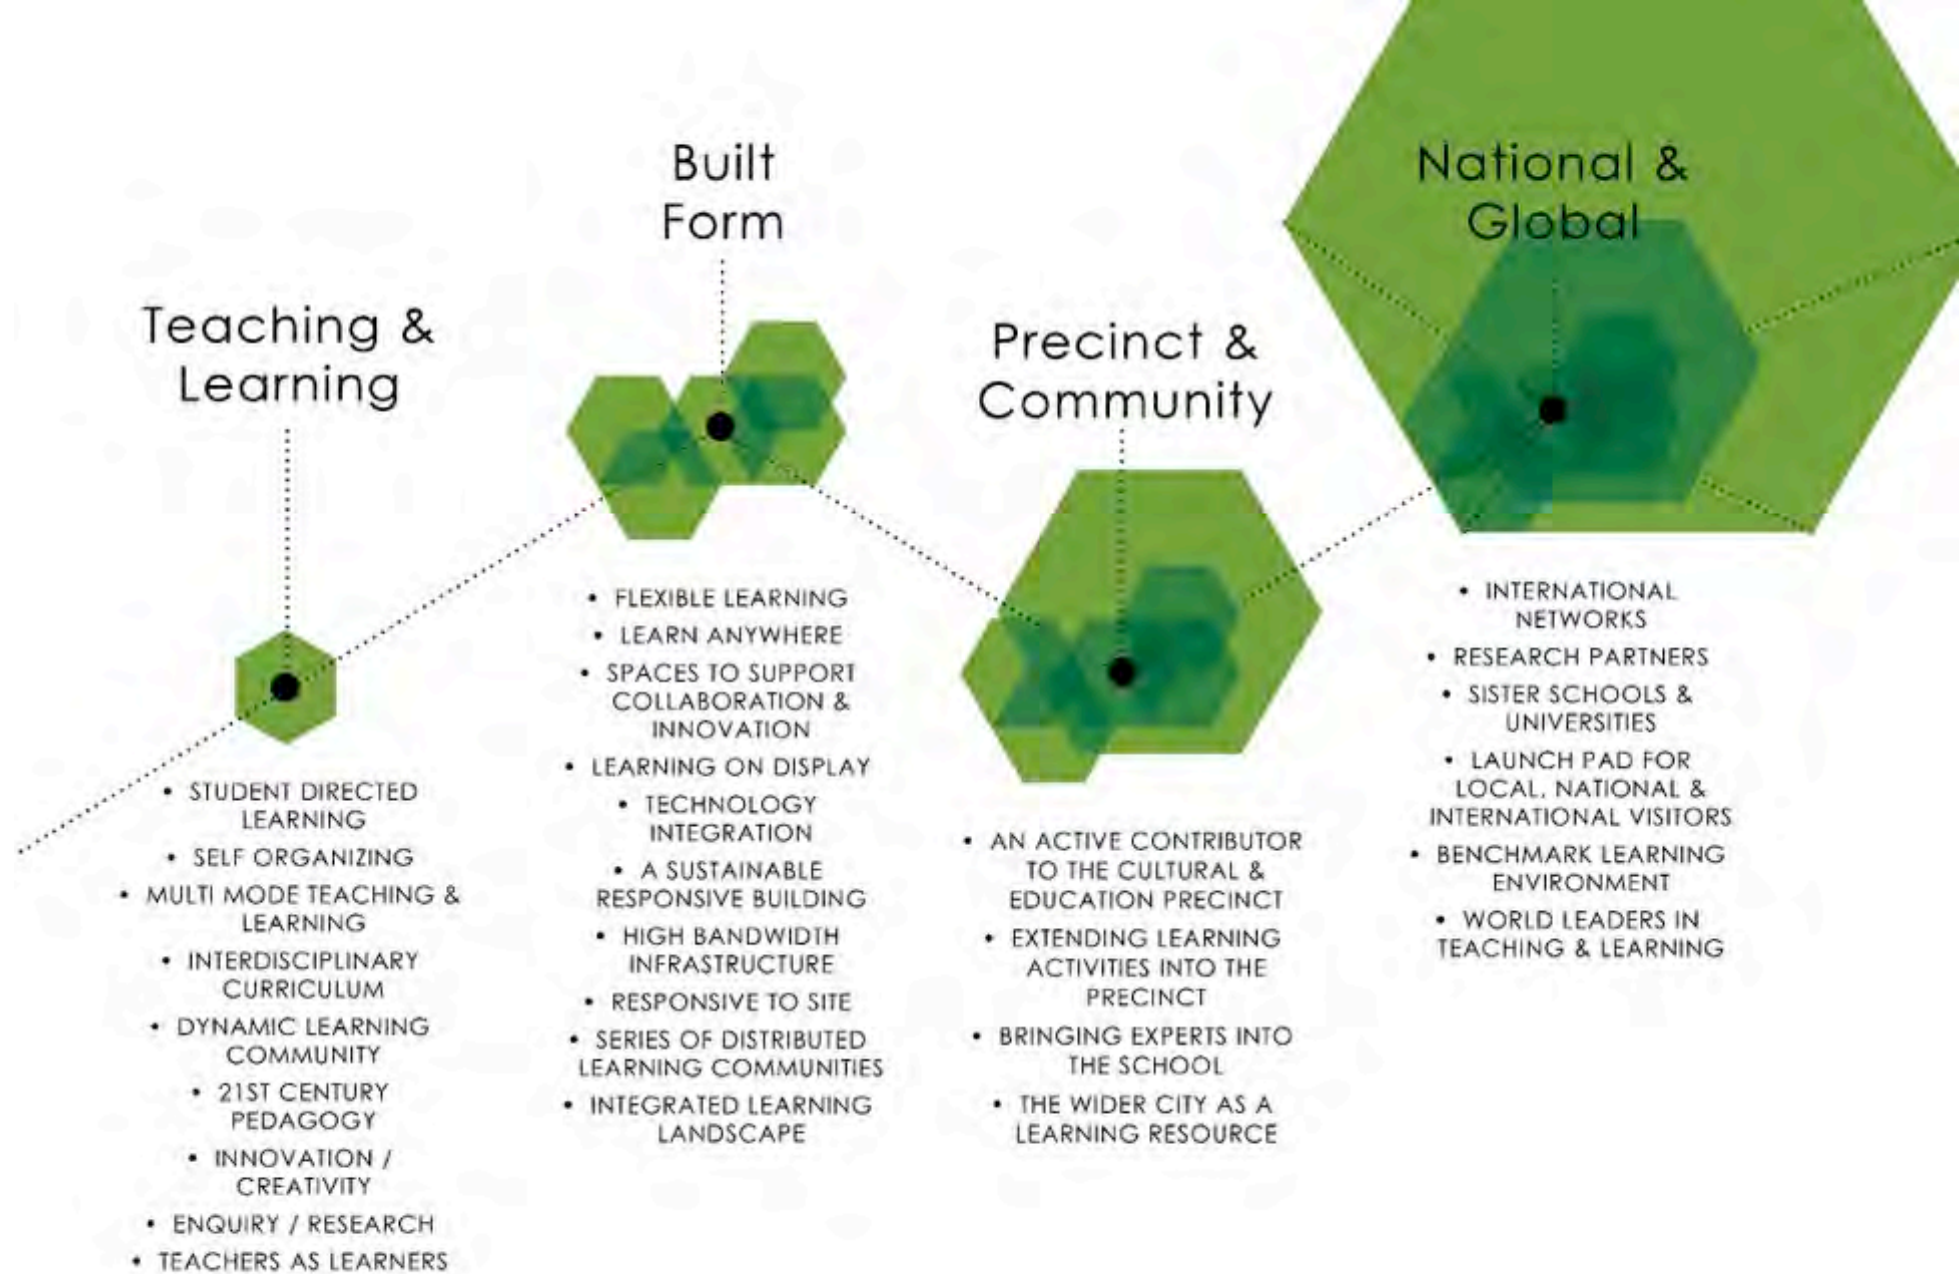 Teaching &
Learning
• STUDENT DIRECTED
LEARNING
• SELF ORGANIZING
• MULTI MODE TEACHING &
LEARNING
• INTERDISCIPLINARY
CURRICULUM
• DYNAMIC LEARNING
COMMUNITY
• 21ST CENTURY
PEDAGOGY
• INNOVATION /
CREATIVITY
• ENQUIRY / RESEARCH
• TEACHERS AS LEARNERS
Built
Form
• FLEXIBLE LEARNING
• LEARN ANYWHERE
• SPACES TO SUPPORT
COLLABORATION &
INNOVATION
• LEARNING ON DISPLAY
• TECHNOLOGY
INTEGRATION
• A SUSTAINABLE
RESPONSIVE BUILDING
• HIGH BANDWIDTH
INFRASTRUCTURE
• RESPONSIVE TO SITE
• SERIES OF DISTRIBUTED
LEARNING COMMUNITIES
• INTEGRATED LEARNING
LANDSCAPE
Precinct &
Community
• AN ACTIVE CONTRIBUTOR
TO THE CULTURAL &
EDUCATION PRECINCT
• EXTENDING LEARNING
ACTIVITIES INTO THE
PRECINCT
• BRINGING EXPERTS INTO
THE SCHOOL
• THE WIDER CITY AS A
LEARNING RESOURCE
National &
Global
• INTERNATIONAL
NETWORKS
• RESEARCH PARTNERS
• SISTER SCHOOLS &
UNIVERSITIES
• LAUNCH PAD FOR
LOCAL, NATIONAL &
INTERNATIONAL VISITORS
• BENCHMARK LEARNING
ENVIRONMENT
• WORLD LEADERS IN
TEACHING & LEARNING